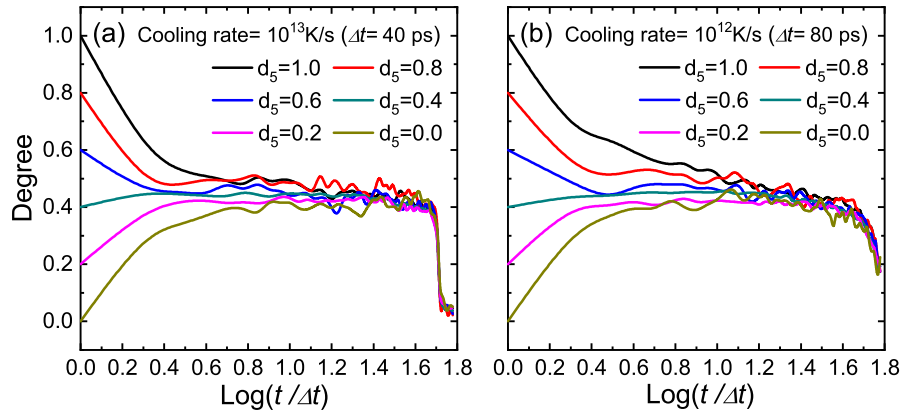 (a) Cooling rate= 10¹³K/s (Δt= 40 ps)
d₅=1.0 d₅=0.8
d₅=0.6 d₅=0.4
d₅=0.2 d₅=0.0
Degree
1.0
0.8
0.6
0.4
0.2
0.0
0.0 0.2 0.4 0.6 0.8 1.0 1.2 1.4 1.6 1.8
Log(t /Δt)
(b) Cooling rate= 10¹²K/s (Δt= 80 ps)
d₅=1.0 d₅=0.8
d₅=0.6 d₅=0.4
d₅=0.2 d₅=0.0
0.0 0.2 0.4 0.6 0.8 1.0 1.2 1.4 1.6 1.8
Log(t /Δt)